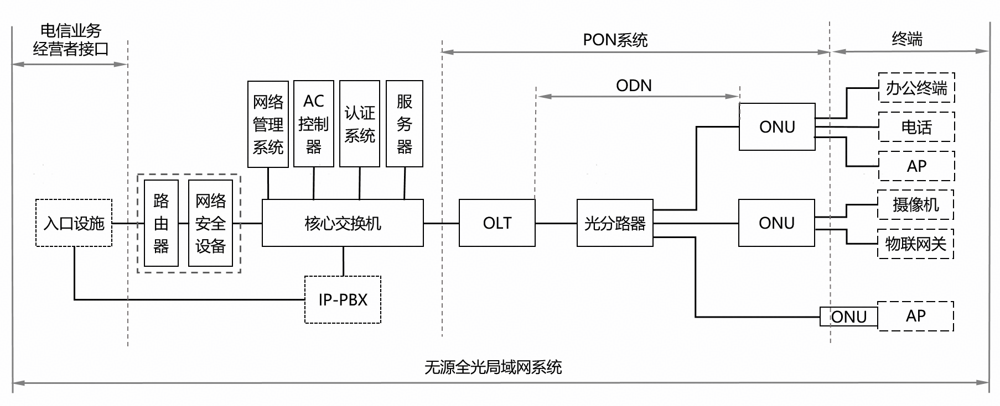 电信业务
经营者接口
PON系统
终端
ODN
网络
管理
系统
AC
控制
器
认证
系统
服
务
器
办公终端
电话
AP
ONU
入口设施
路
由
器
网络
安全
设备
核心交换机
OLT
光分路器
ONU
摄像机
物联网关
IP-PBX
ONU
AP
无源全光局域网系统